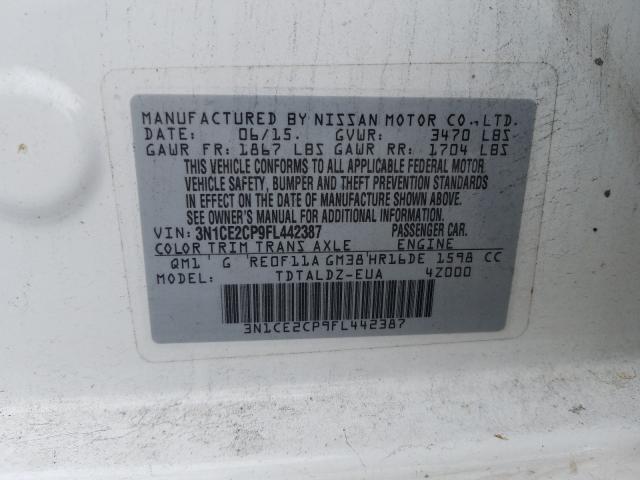 MANUFACTURED BY NISSAN MOTOR CO.,LTD.
DATE: 06/15. GVWR: 3470 LBS
GAWR FR: 1867 LBS GAWR RR: 1704 LBS
THIS VEHICLE CONFORMS TO ALL APPLICABLE FEDERAL MOTOR
VEHICLE SAFETY, BUMPER AND THEFT PREVENTION STANDARDS
IN EFFECT ON THE DATE OF MANUFACTURE SHOWN ABOVE.
SEE OWNER'S MANUAL FOR ADDITIONAL INFORMATION.
VIN: 3N1CE2CP9FL442387 PASSENGER CAR.
COLOR TRIM TRANS AXLE ENGINE
QM1 ' G ' RE0F11A GM38 ' HR16DE 1598 CC
MODEL: TDTALDZ-EUA 4Z000
3N1CE2CP9FL442387